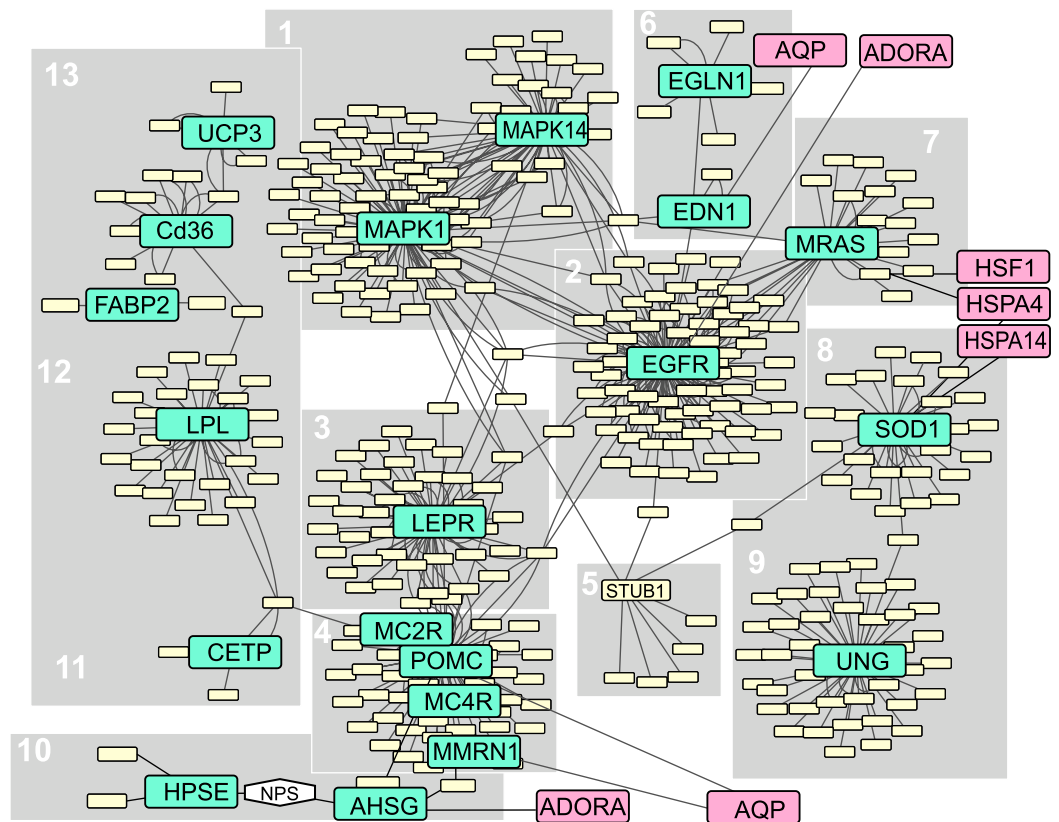 1
6
AQP
ADORA
13
EGLN1
UCP3
MAPK14
7
EDN1
Cd36
MAPK1
MRAS
2
HSF1
FABP2
HSPA4
HSPA14
12
EGFR
8
3
LPL
SOD1
LEPR
9
5
STUB1
4
MC2R
11
CETP
POMC
UNG
MC4R
10
MMRN1
HPSE
NPS
AHSG
ADORA
AQP